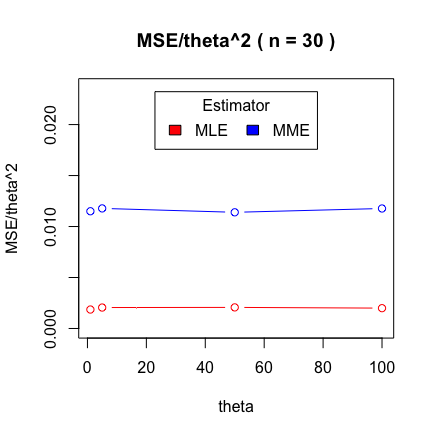 MSE/theta^2 ( n = 30 )
Estimator
MLE MME
MSE/theta^2
0.020
0.010
0.000
0 20 40 60 80 100
theta